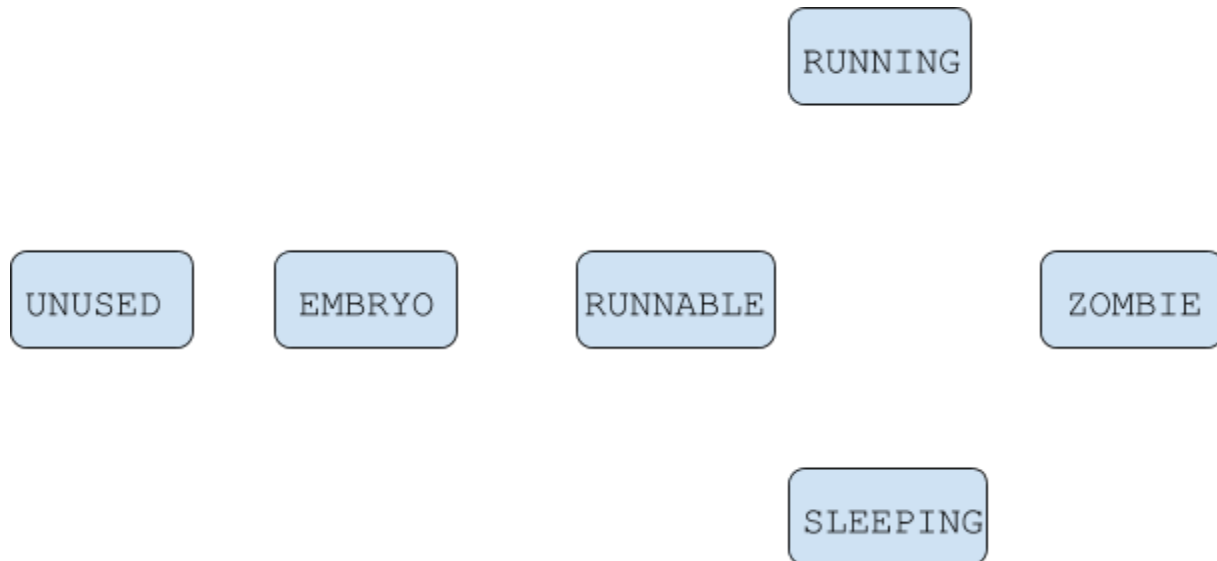 RUNNING
UNUSED
EMBRYO
RUNNABLE
ZOMBIE
SLEEPING